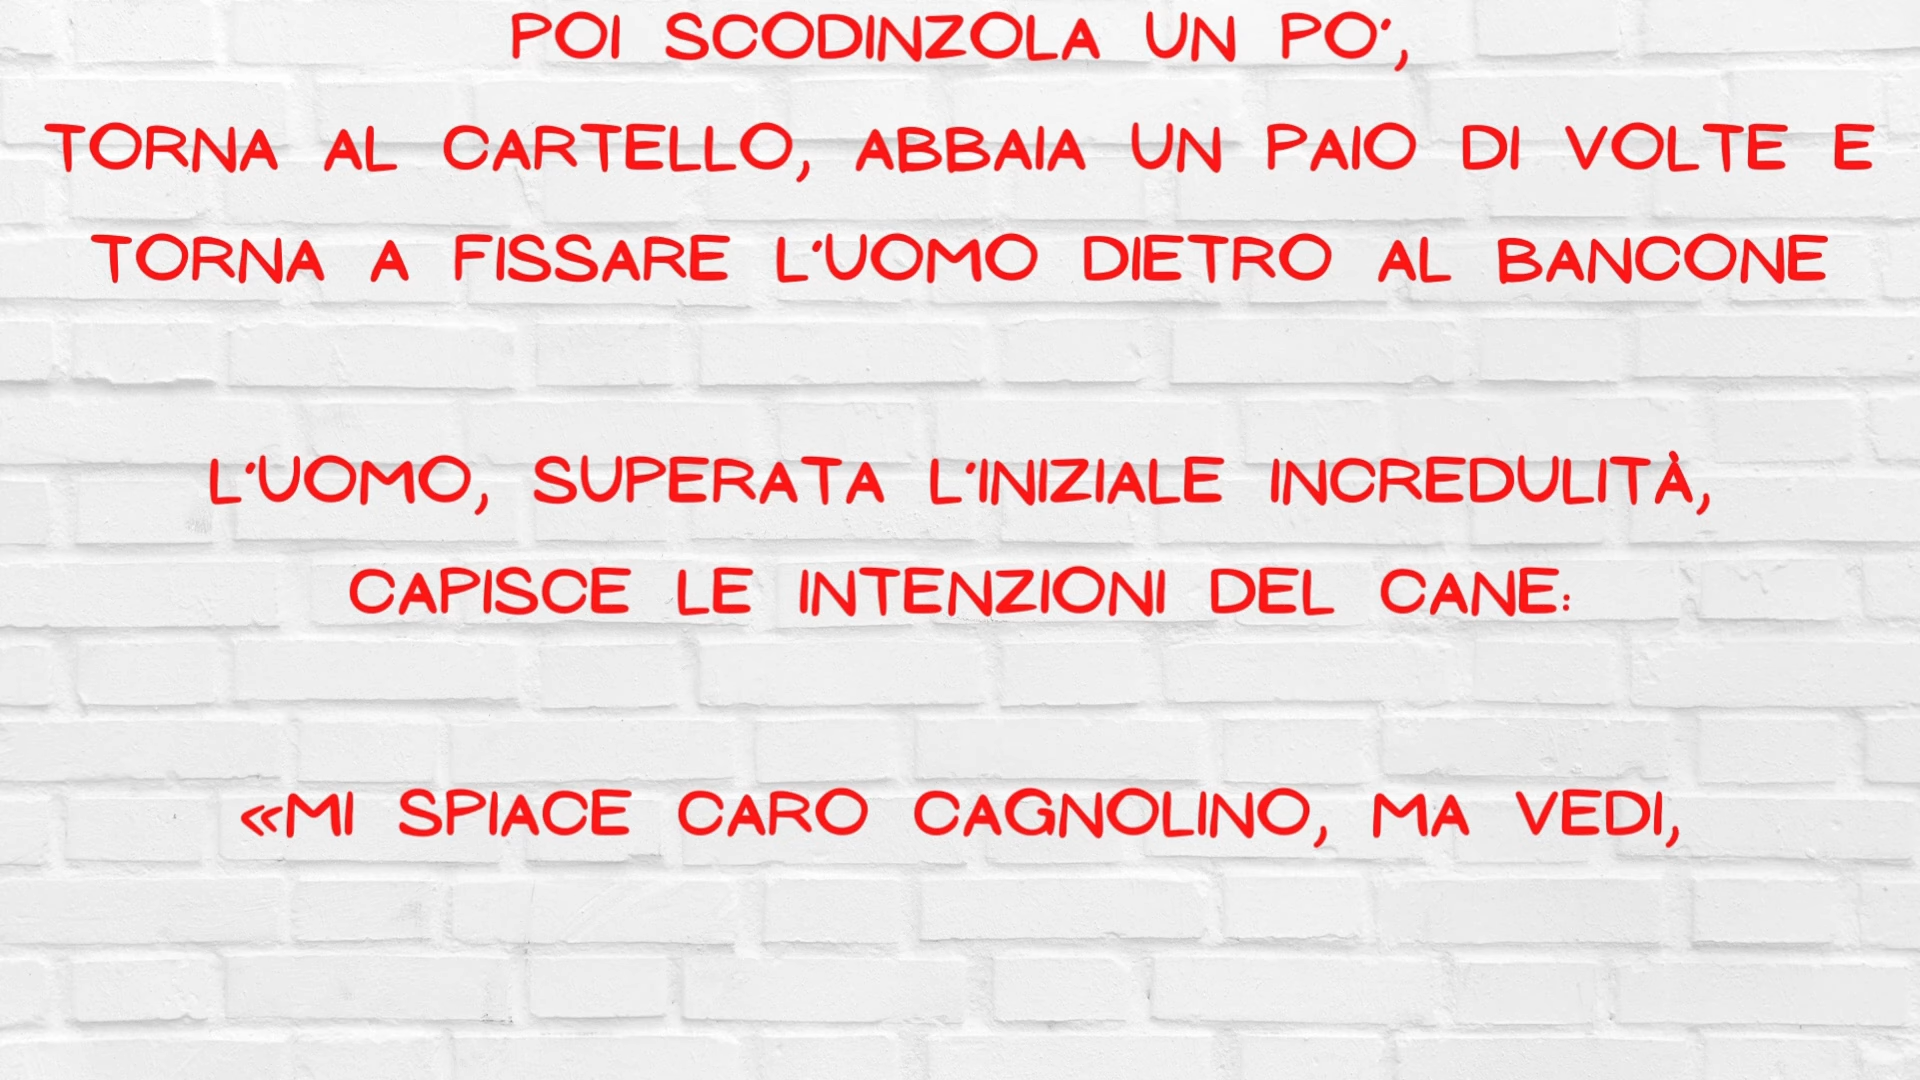 POI SCODINZOLA UN PO',
TORNA AL CARTELLO, ABBAIA UN PAIO DI VOLTE E
TORNA A FISSARE L'UOMO DIETRO AL BANCONE
L'UOMO, SUPERATA L'INIZIALE INCREDULITÀ,
CAPISCE LE INTENZIONI DEL CANE:
«MI SPIACE CARO CAGNOLINO, MA VEDI,